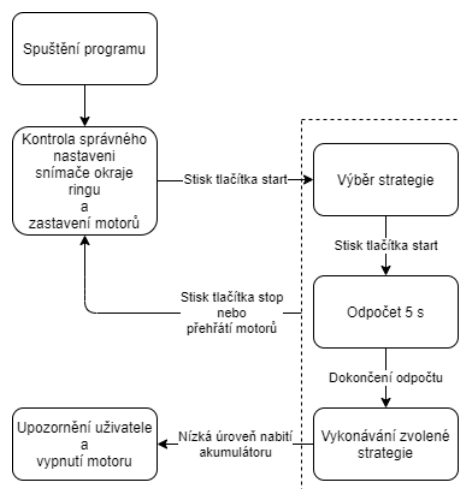 Spuštění programu
Kontrola správného
nastaveni
snímače okraje
ringu
a
zastavení motorů
Stisk tlačítka start
Výběr strategie
Stisk tlačítka start
Stisk tlačítka stop
nebo
přehřátí motorů
Odpočet 5 s
Dokončení odpočtu
Upozornění uživatele
a
vypnutí motoru
Nízká úroveň nabití
akumulátoru
Vykonávání zvolené
strategie